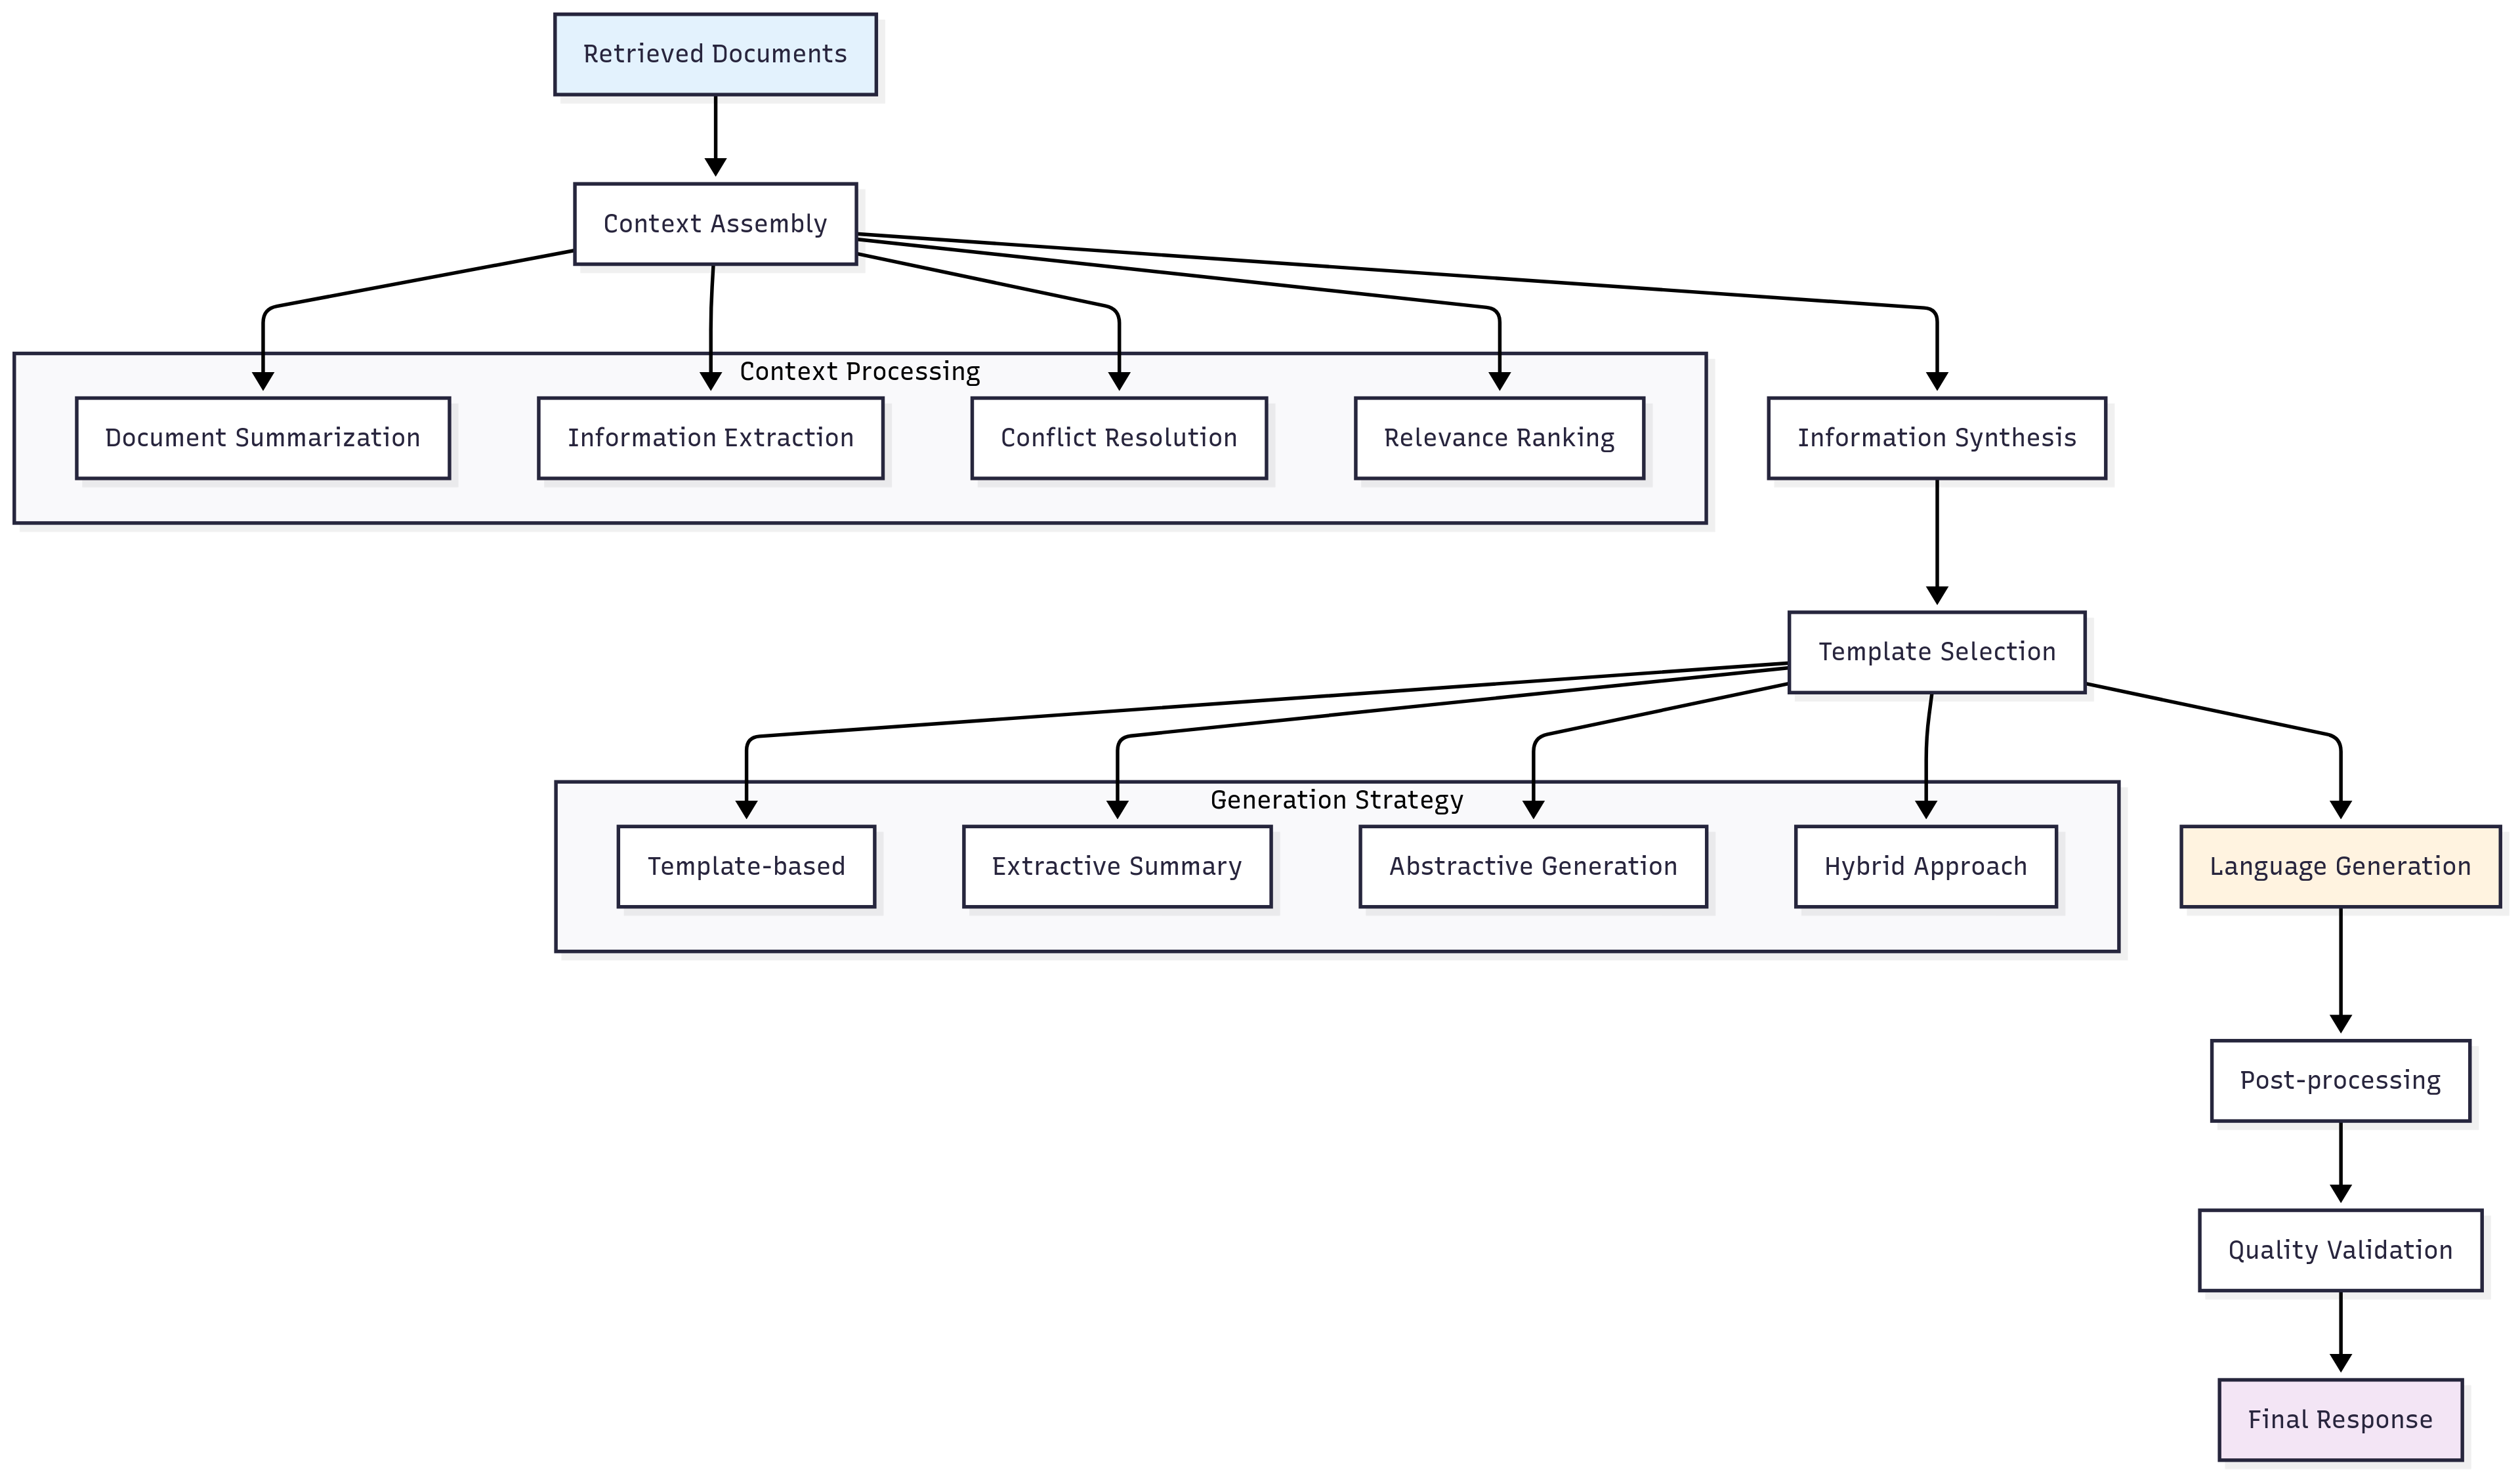 Retrieved Documents
Context Assembly
Context Processing
Document Summarization
Information Extraction
Conflict Resolution
Relevance Ranking
Information Synthesis
Template Selection
Generation Strategy
Template-based
Extractive Summary
Abstractive Generation
Hybrid Approach
Language Generation
Post-processing
Quality Validation
Final Response